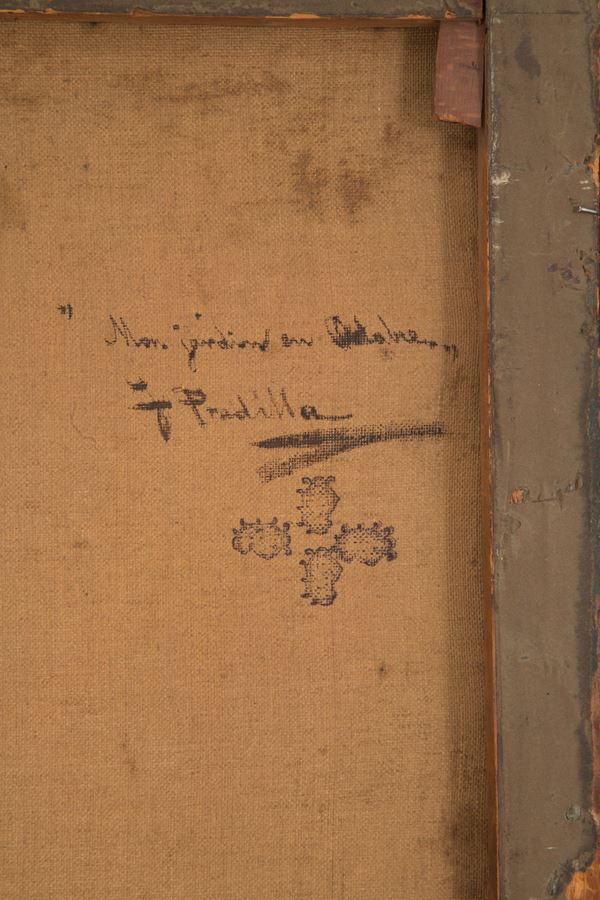 " Mon jardin en Octobre "
F Pradilla